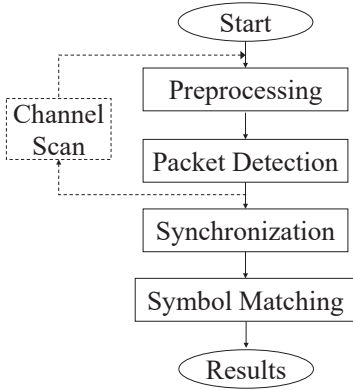 Start
Preprocessing
Channel
Scan
Packet Detection
Synchronization
Symbol Matching
Results